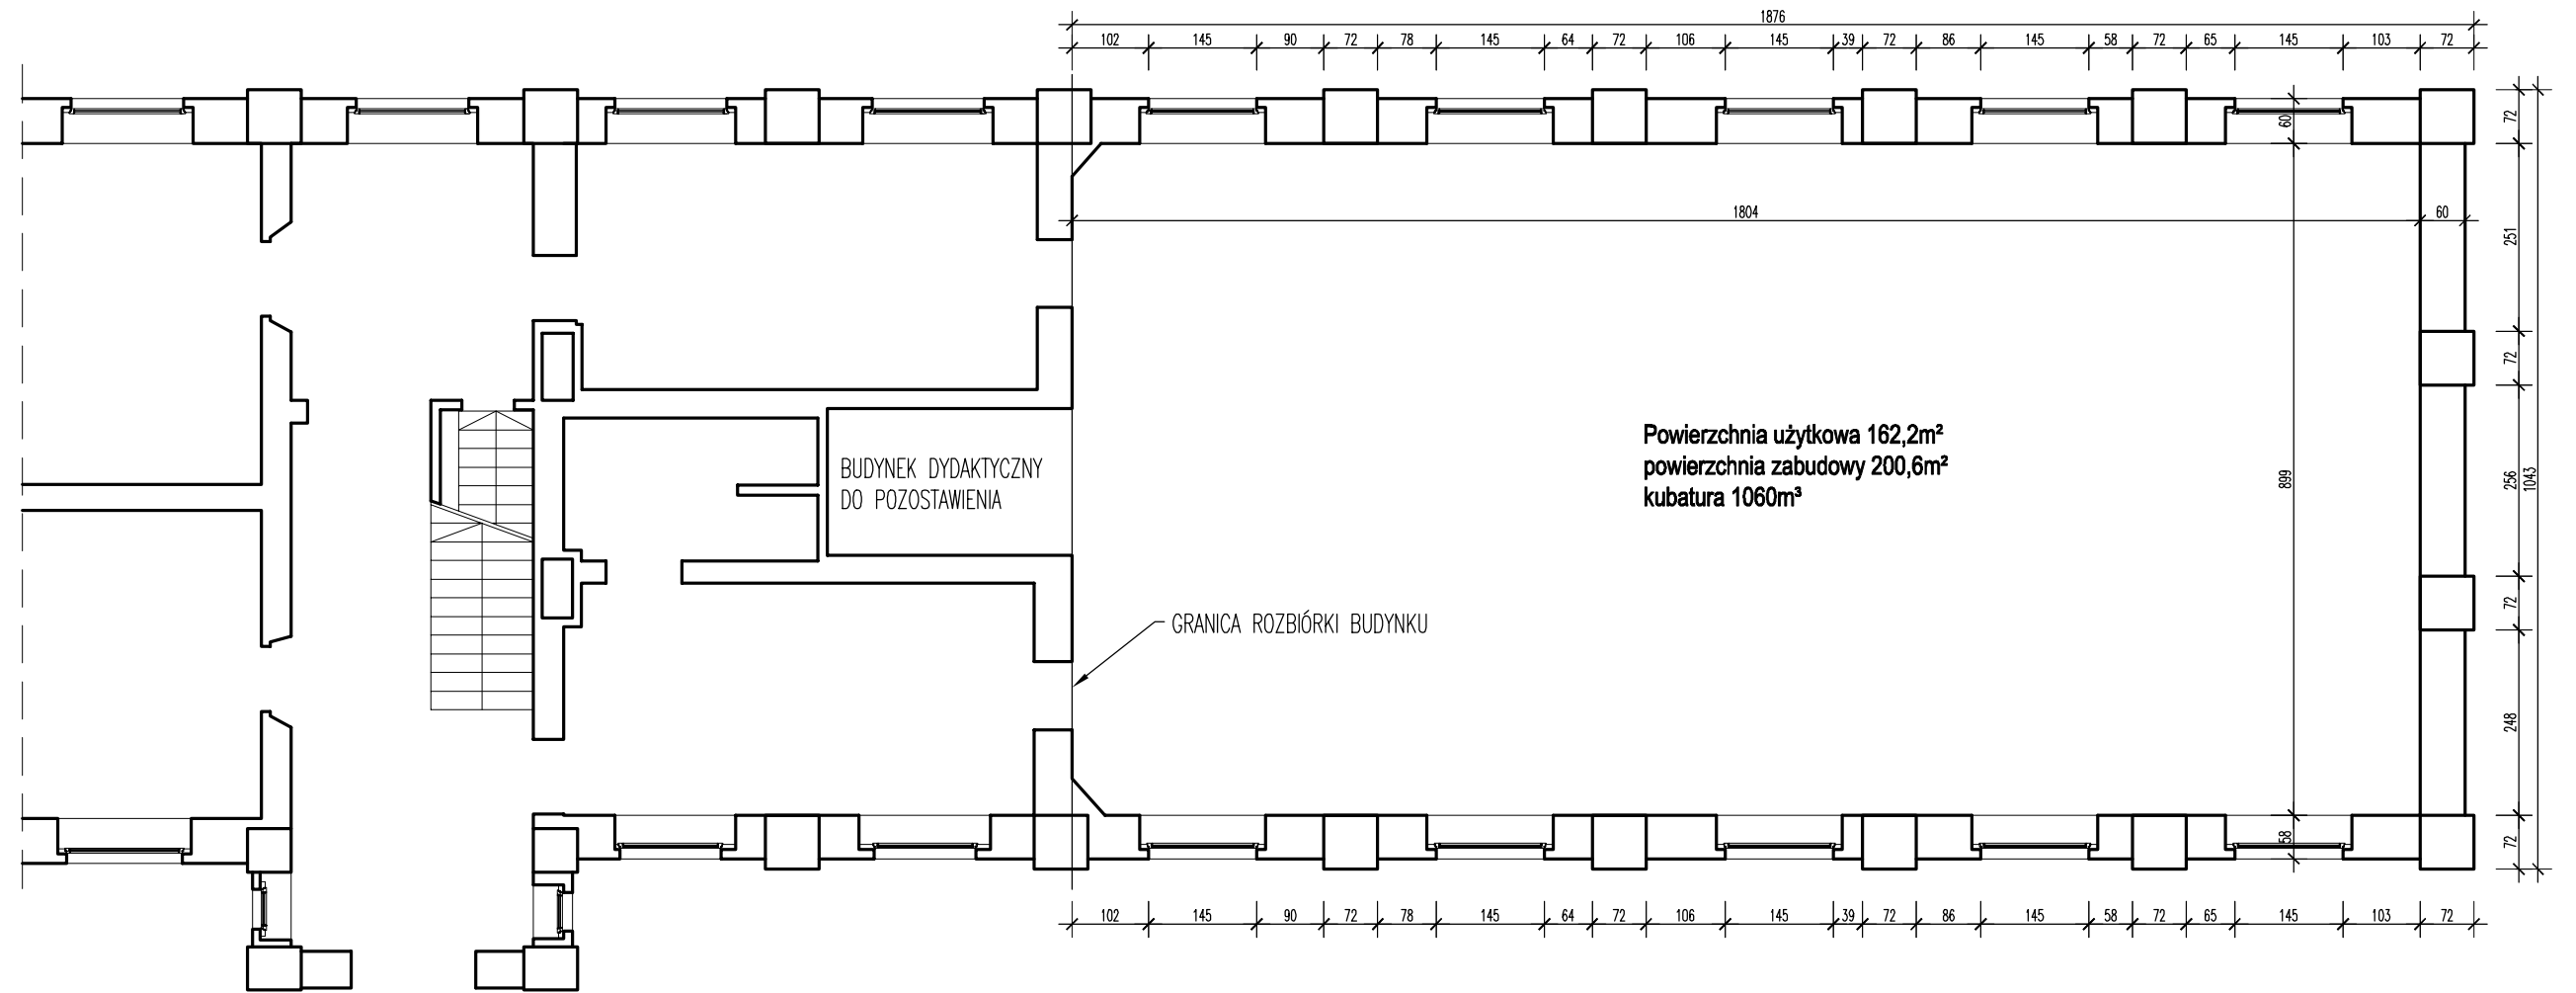 1876
102 145 90 72 78 145 64 72 106 145 39 72 86 145 58 72 65 145 103 72
72
60
1804
60
251
72
Powierzchnia użytkowa 162,2m²
powierzchnia zabudowy 200,6m²
kubatura 1060m³
BUDYNEK DYDAKTYCZNY
DO POZOSTAWIENIA
899
256
1043
72
GRANICA ROZBIÓRKI BUDYNKU
248
58
72
102 145 90 72 78 145 64 72 106 145 39 72 86 145 58 72 65 145 103 72